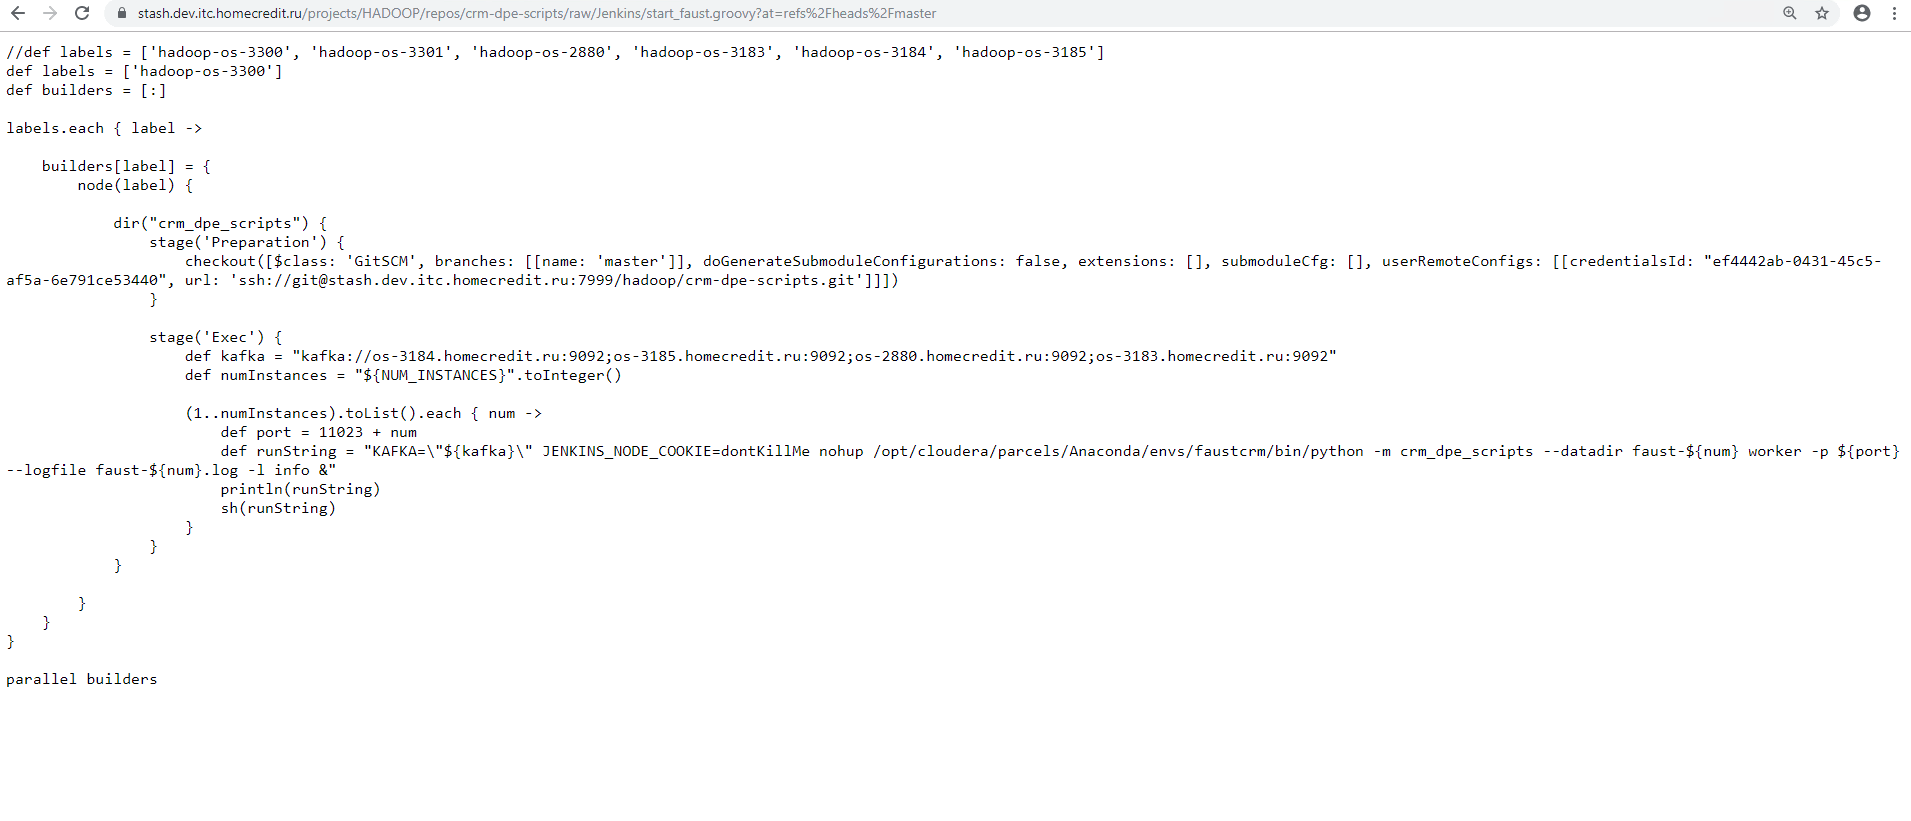 stash.dev.itc.homecredit.ru/projects/HADOOP/repos/crm-dpe-scripts/raw/Jenkins/start_faust.groovy?at=refs%2Fheads%2Fmaster
//def labels = ['hadoop-os-3300', 'hadoop-os-3301', 'hadoop-os-2880', 'hadoop-os-3183', 'hadoop-os-3184', 'hadoop-os-3185']
def labels = ['hadoop-os-3300']
def builders = [:]
labels.each { label ->
    builders[label] = {
        node(label) {
            dir("crm_dpe_scripts") {
                stage('Preparation') {
                    checkout([$class: 'GitSCM', branches: [[name: 'master']], doGenerateSubmoduleConfigurations: false, extensions: [], submoduleCfg: [], userRemoteConfigs: [[credentialsId: "ef4442ab-0431-45c5-
af5a-6e791ce53440", url: 'ssh://git@stash.dev.itc.homecredit.ru:7999/hadoop/crm-dpe-scripts.git']]])
                }
                stage('Exec') {
                    def kafka = "kafka://os-3184.homecredit.ru:9092;os-3185.homecredit.ru:9092;os-2880.homecredit.ru:9092;os-3183.homecredit.ru:9092"
                    def numInstances = "${NUM_INSTANCES}".toInteger()
                    (1..numInstances).toList().each { num ->
                        def port = 11023 + num
                        def runString = "KAFKA=\"${kafka}\" JENKINS_NODE_COOKIE=dontKillMe nohup /opt/cloudera/parcels/Anaconda/envs/faustcrm/bin/python -m crm_dpe_scripts --datadir faust-${num} worker -p ${port}
--logfile faust-${num}.log -l info &"
                        println(runString)
                        sh(runString)
                    }
                }
            }
        }
    }
}
parallel builders